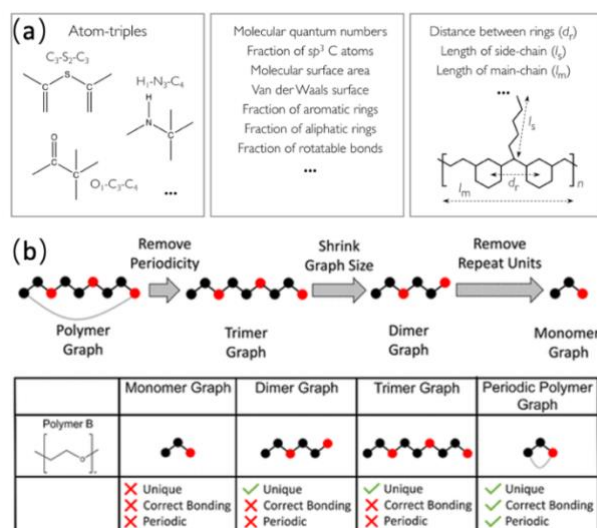 (a)
Atom-triples
C3-S2-C3
S
H1-N3-C4
H
N
O
C
C
O1-C3-C4
...
Molecular quantum numbers
Fraction of sp³ C atoms
Molecular surface area
Van der Waals surface
Fraction of aromatic rings
Fraction of aliphatic rings
Fraction of rotatable bonds
...
Distance between rings (dr)
Length of side-chain (ls)
Length of main-chain (lm)
...
ls
dr
lm
n
(b)
Remove
Periodicity
Shrink
Graph Size
Remove
Repeat Units
Polymer
Graph
Trimer
Graph
Dimer
Graph
Monomer
Graph
Monomer Graph
Dimer Graph
Trimer Graph
Periodic Polymer
Graph
Polymer B
O
n
Unique
Correct Bonding
Periodic
Unique
Correct Bonding
Periodic
Unique
Correct Bonding
Periodic
Unique
Correct Bonding
Periodic